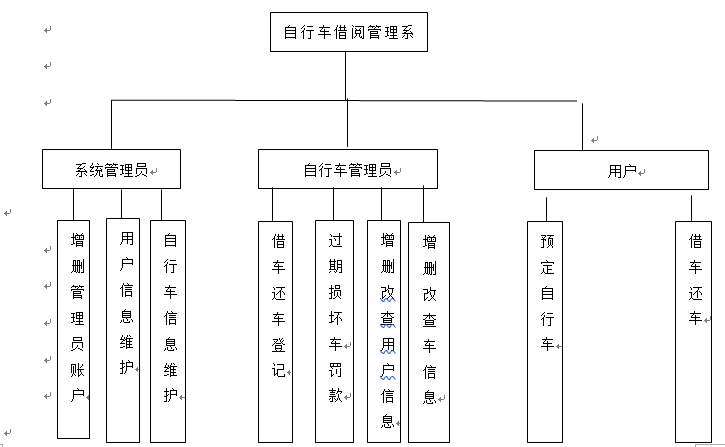 自行车借阅管理系
系统管理员
自行车管理员
用户
增删管理员账户
用户信息维护
自行车信息维护
借车还车登记
过期损坏车罚款
增删改查用户信息
增删改查车信息
预定自行车
借车还车